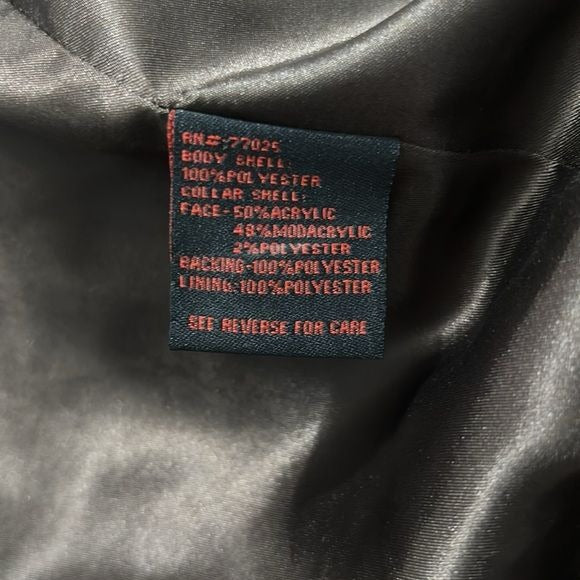 RN#:77025
BODY SHELL:
100%POLYESTER
COLLAR SHELL:
FACE-50%ACRYLIC
48%MODACRYLIC
2%POLYESTER
BACKING-100%POLYESTER
LINING:100%POLYESTER
SEE REVERSE FOR CARE